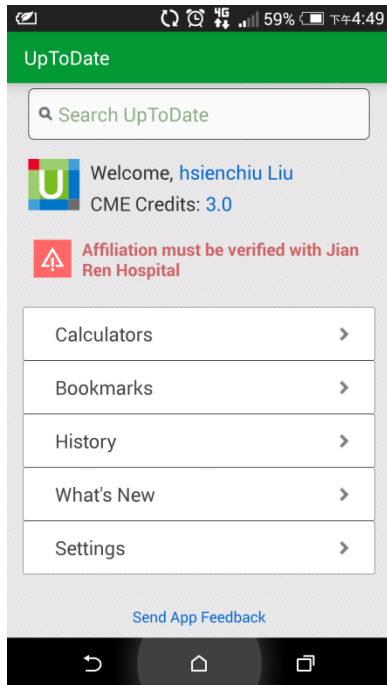 4G 59% 下午4:49
UpToDate
Search UpToDate
U
Welcome, hsienchiu Liu
CME Credits: 3.0
Affiliation must be verified with Jian
Ren Hospital
Calculators
Bookmarks
History
What's New
Settings
Send App Feedback